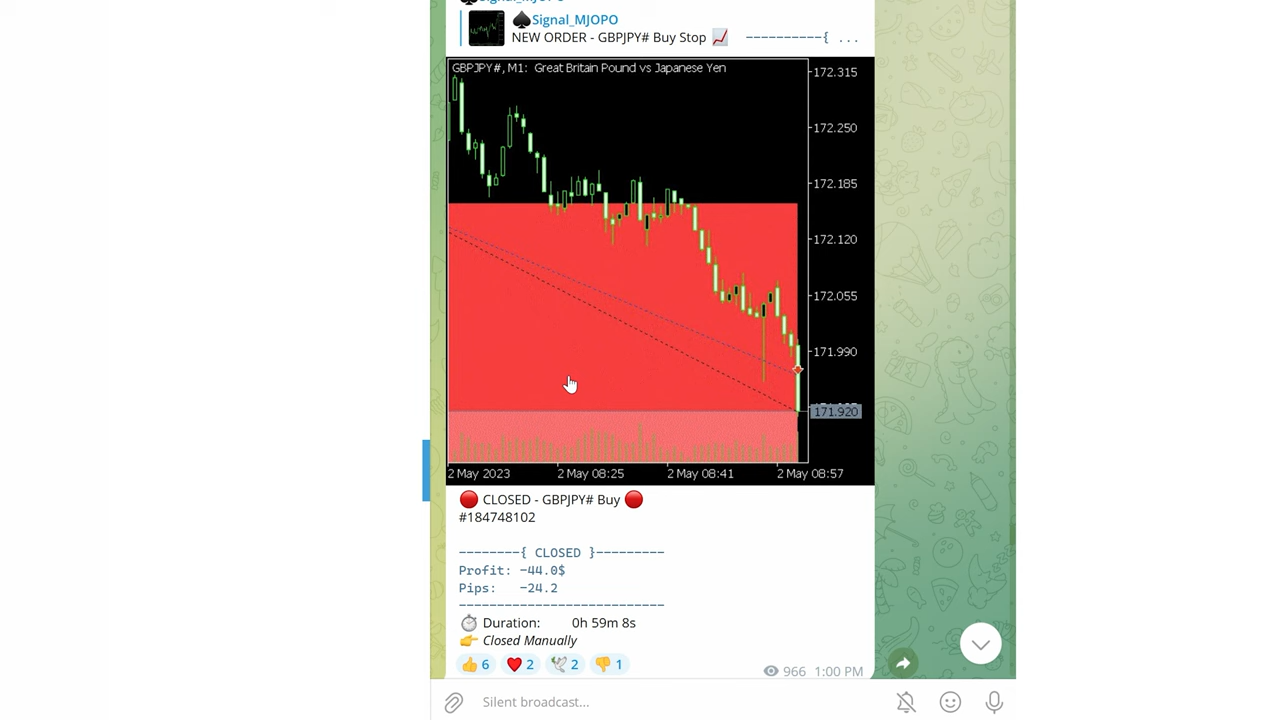 Signal_MJOPO
NEW ORDER - GBPJPY# Buy Stop 📈 ----------{ ...
GBPJPY#, M1: Great Britain Pound vs Japanese Yen
172.315
172.250
172.185
172.120
172.055
171.990
171.920
2 May 2023
2 May 08:25
2 May 08:41
2 May 08:57
🔴 CLOSED - GBPJPY# Buy 🔴
#184748102
--------{ CLOSED }---------
Profit: -44.0$
Pips: -24.2
---------------------------
⏱ Duration: 0h 59m 8s
👉 Closed Manually
👍 6 ❤ 2 🕊 2 👎 1
966 1:00 PM
Silent broadcast...